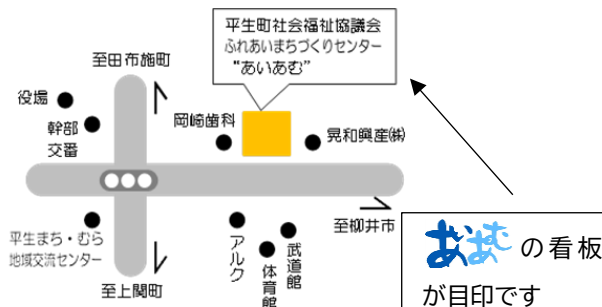 平生町社会福祉協議会
ふれあいまちづくりセンター
“あいあむ”
至田布施町
役場
幹部
交番
岡崎歯科
晃和興産㈱
至柳井市
平生まち・むら
地域交流センター
至上関町
アルク
体育館
武道館
あいあむの看板
が目印です